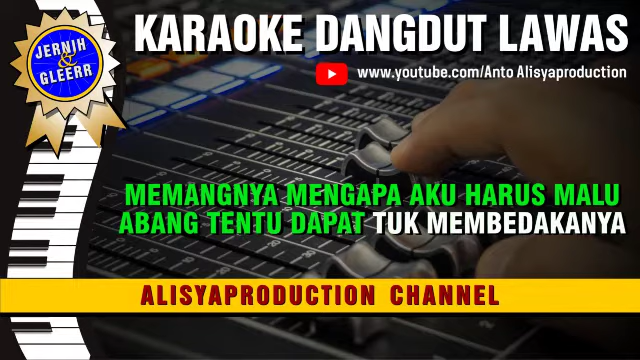 KARAOKE DANGDUT LAWAS
JERNIH
&
GLEERR
www.youtube.com/Anto Alisyaproduction
MEMANGNYA MENGAPA AKU HARUS MALU
ABANG TENTU DAPAT TUK MEMBEDAKANYA
ALISYAPRODUCTION CHANNEL